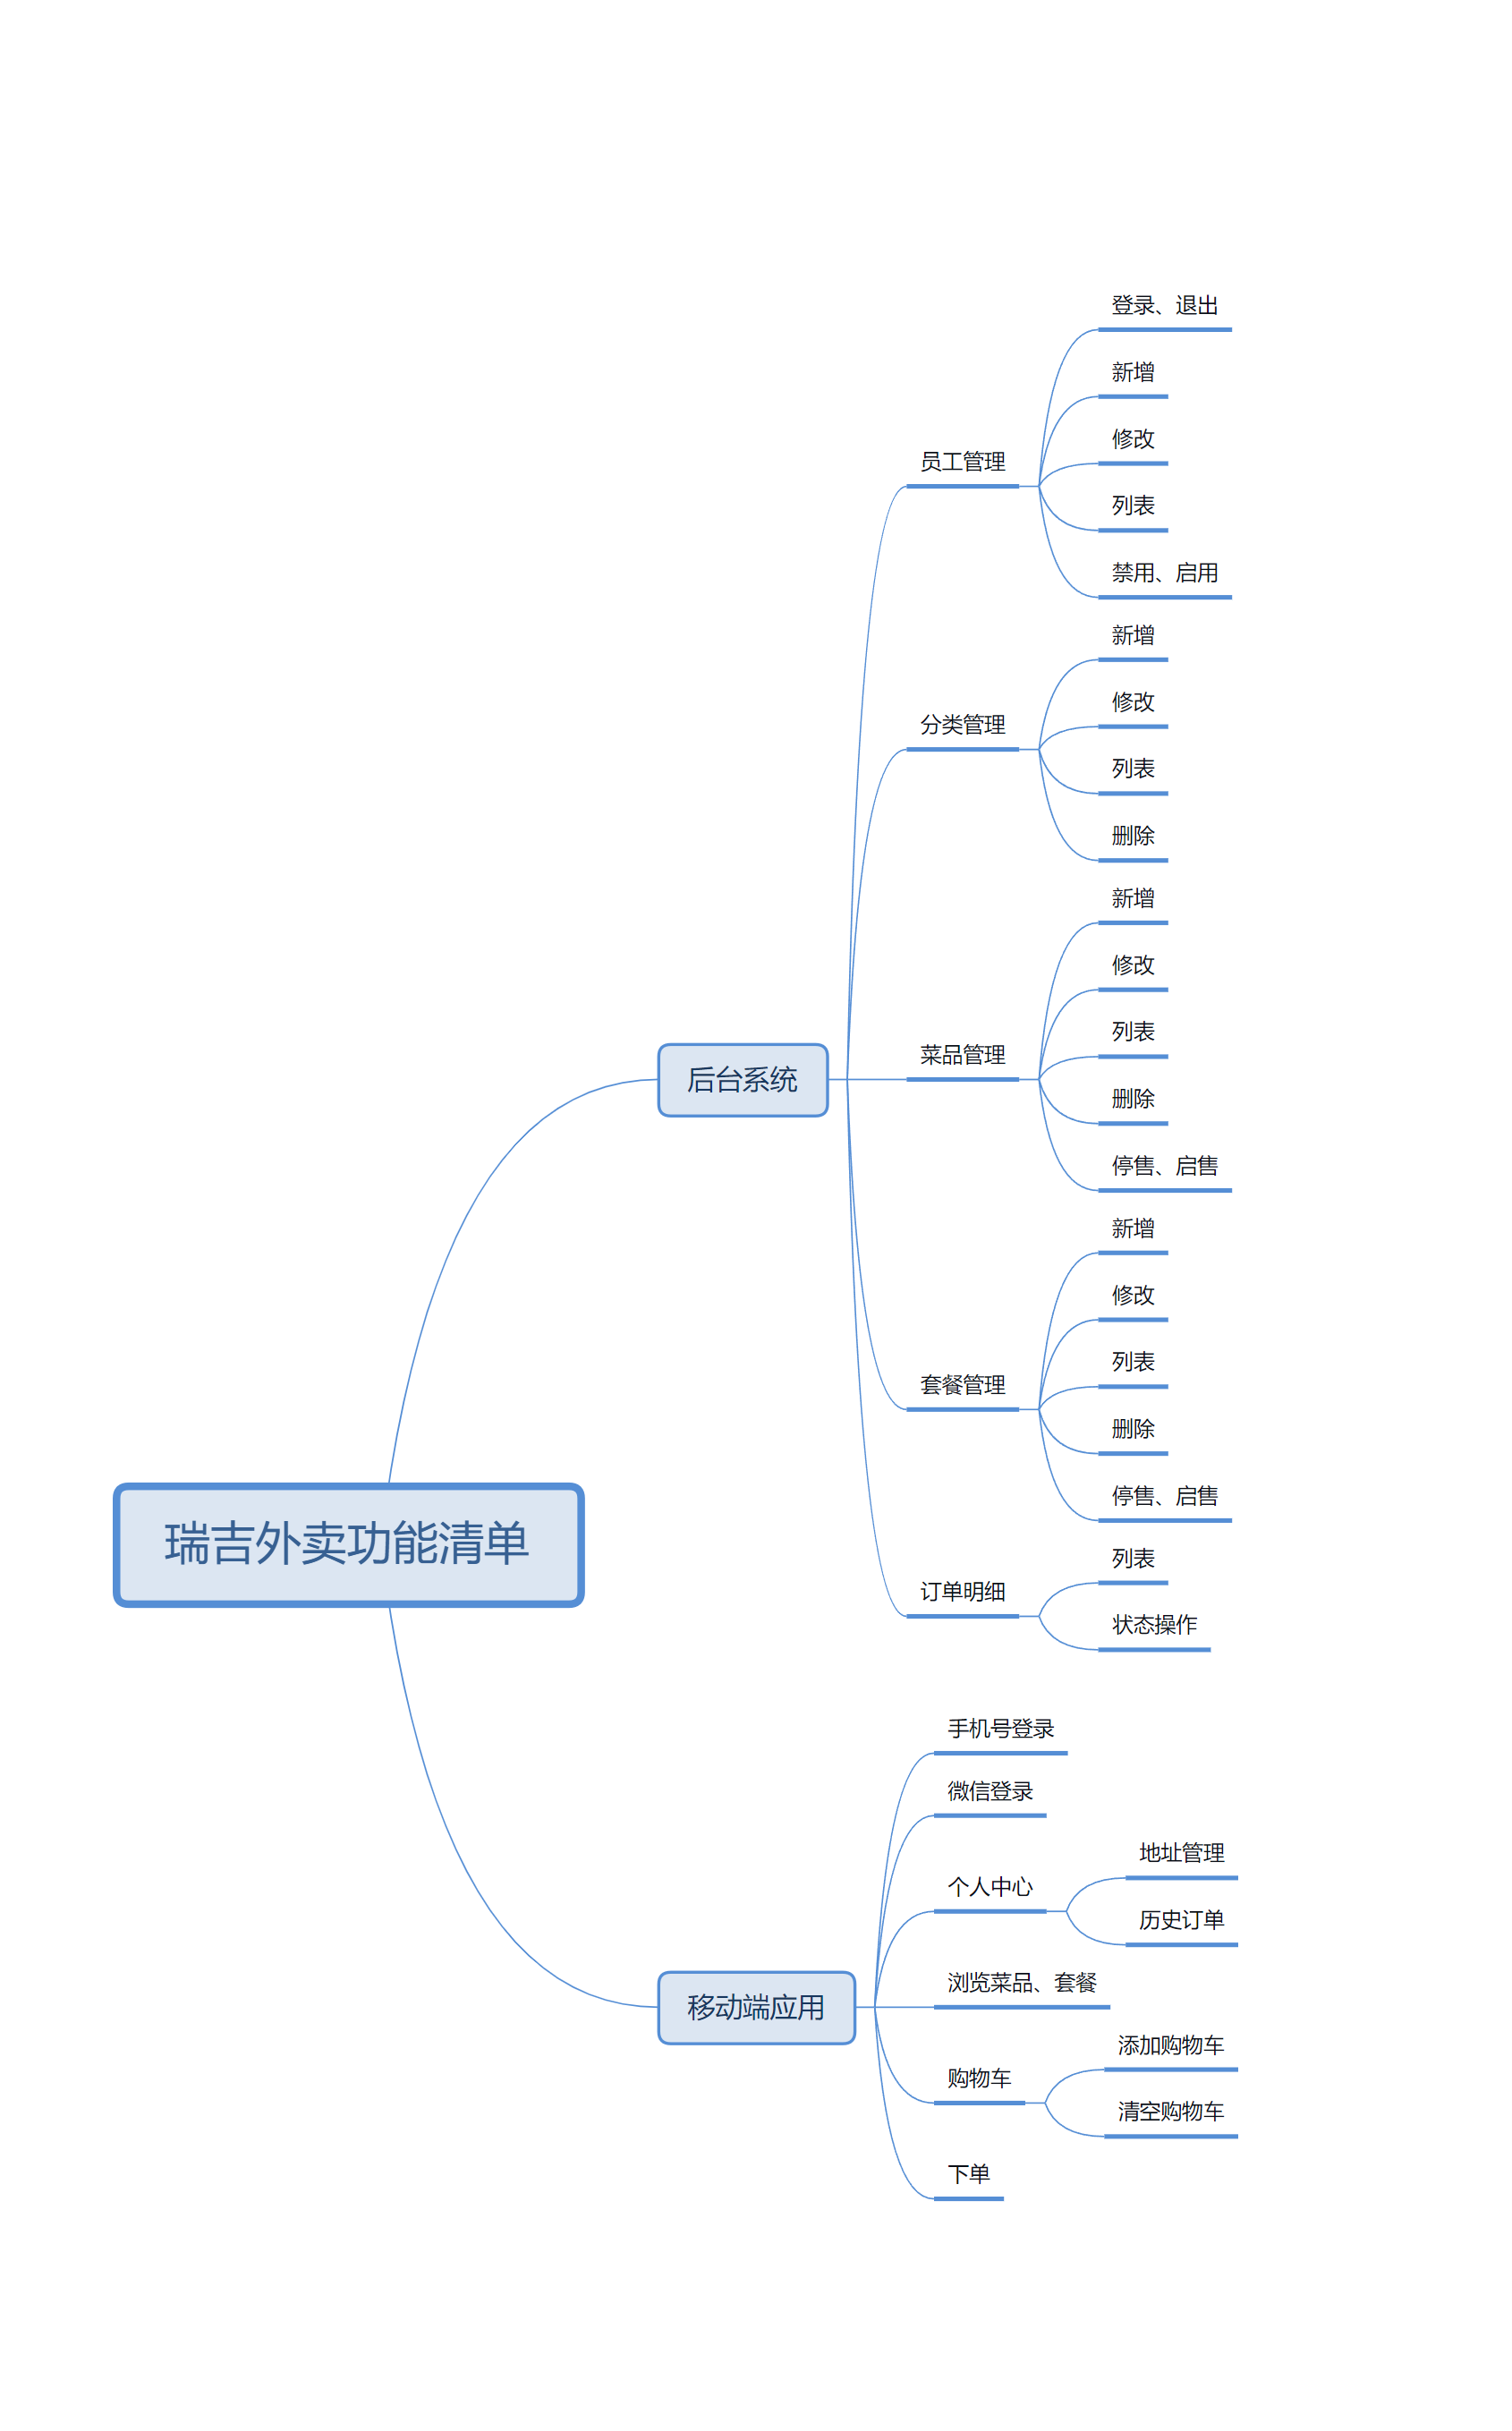 瑞吉外卖功能清单
后台系统
员工管理
登录、退出
新增
修改
列表
禁用、启用
分类管理
新增
修改
列表
删除
菜品管理
新增
修改
列表
删除
停售、启售
套餐管理
新增
修改
列表
删除
停售、启售
订单明细
列表
状态操作
移动端应用
手机号登录
微信登录
个人中心
地址管理
历史订单
浏览菜品、套餐
购物车
添加购物车
清空购物车
下单